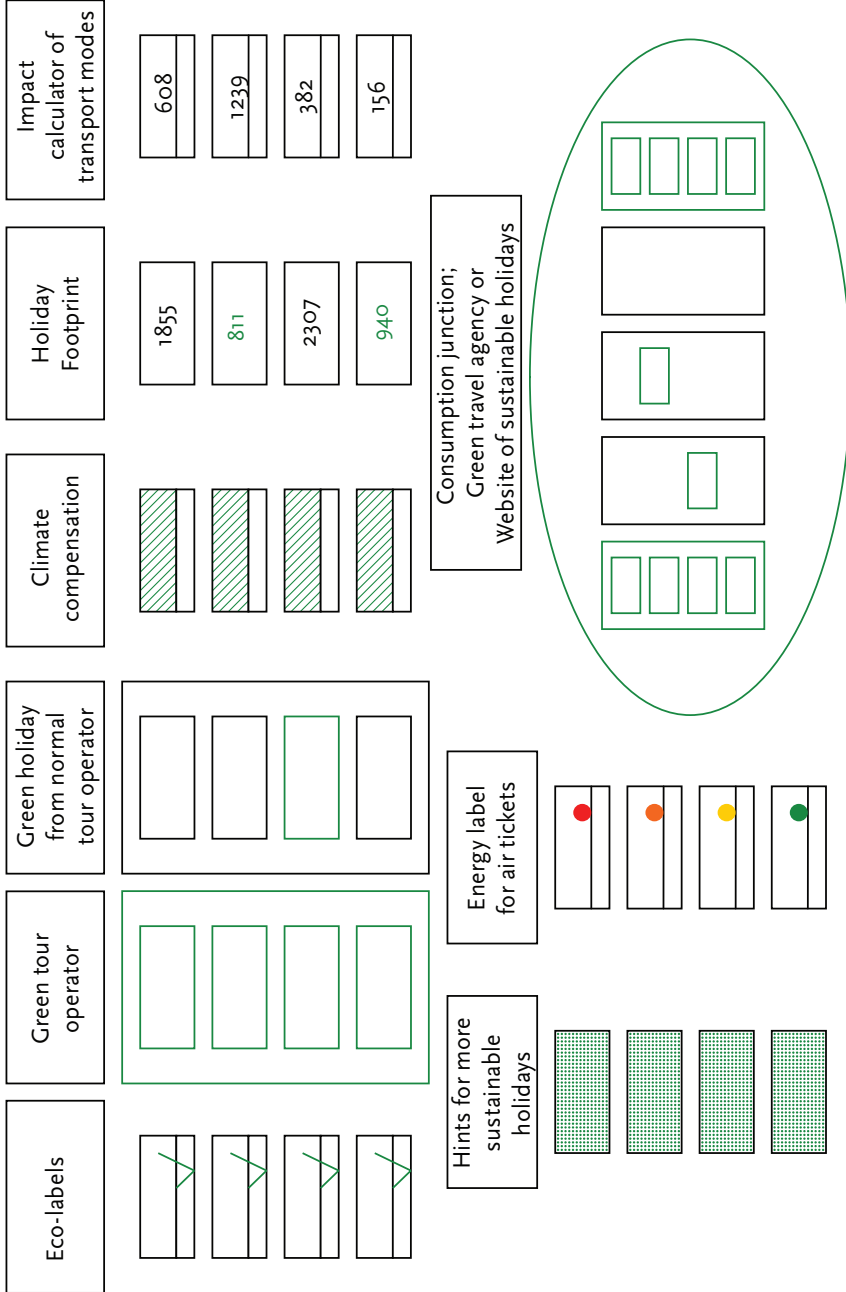 Eco-labels
Green tour
operator
Green holiday
from normal
tour operator
Climate
compensation
Holiday
Footprint
Impact
calculator of
transport modes
1855
811
2307
940
608
1239
382
156
Hints for more
sustainable
holidays
Energy label
for air tickets
Consumption junction;
Green travel agency or
Website of sustainable holidays